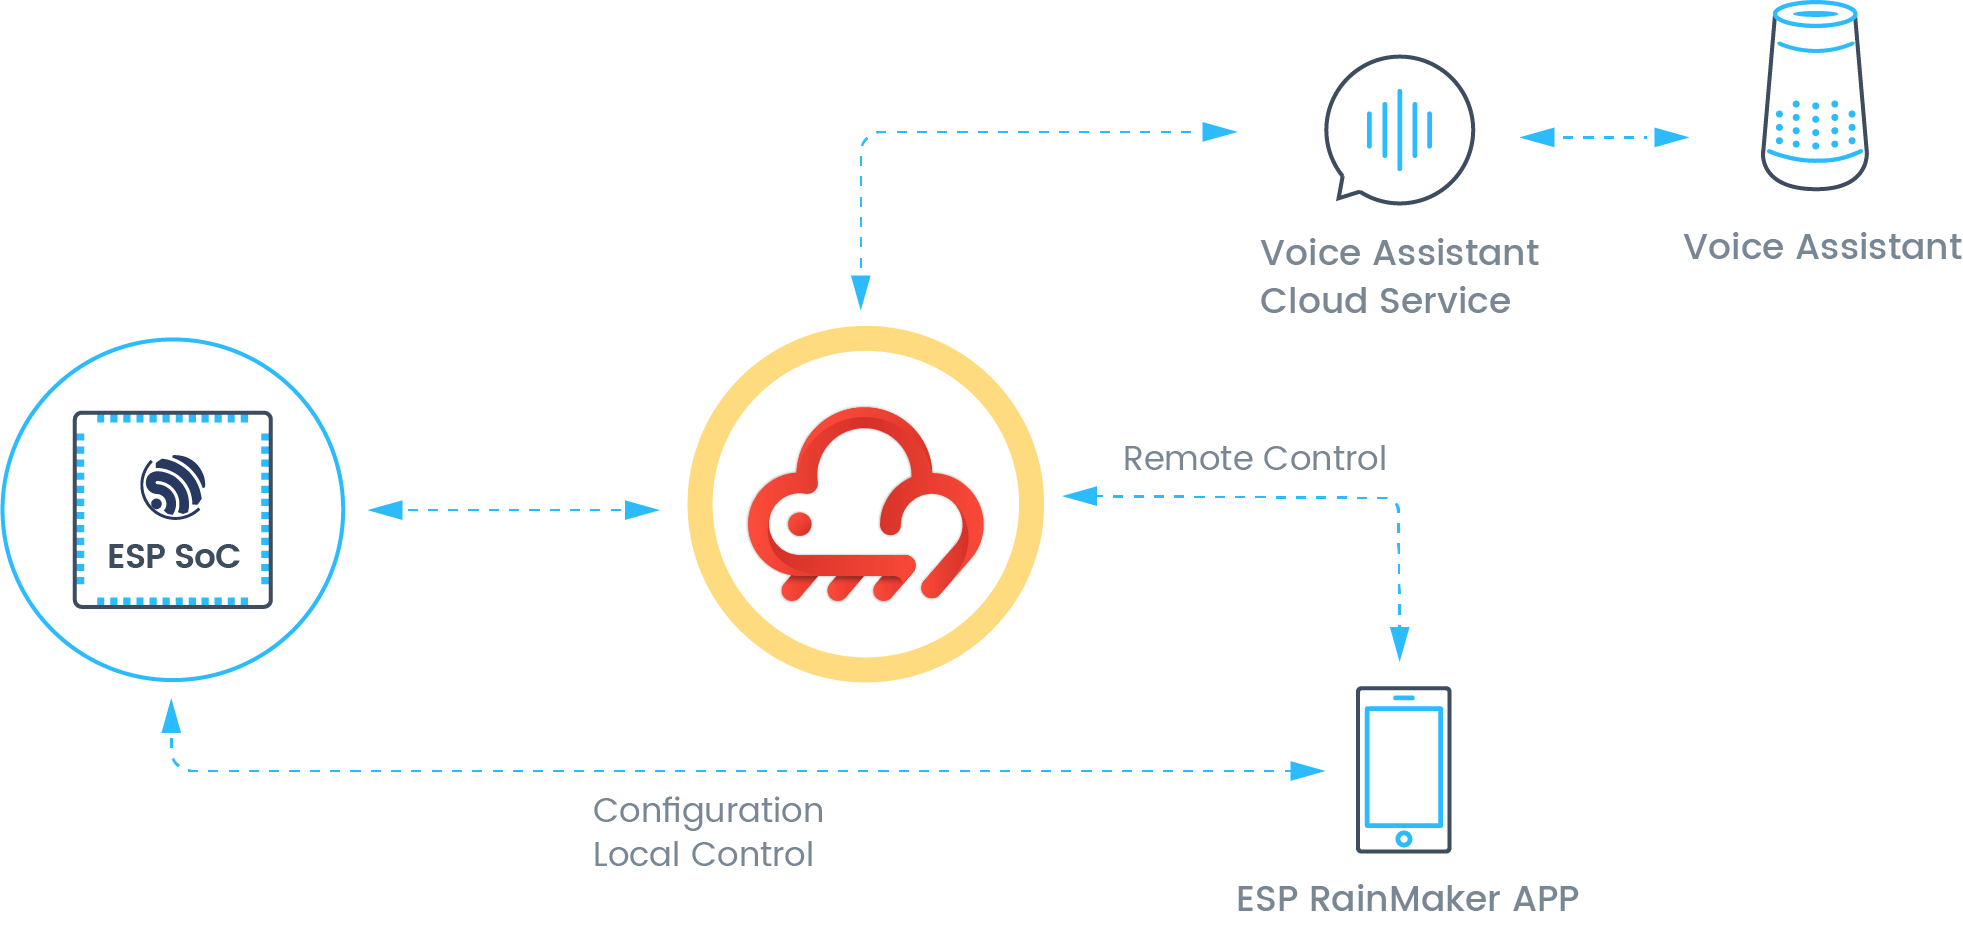 Voice Assistant
Cloud Service
Voice Assistant
Remote Control
ESP SoC
Configuration
Local Control
ESP RainMaker APP